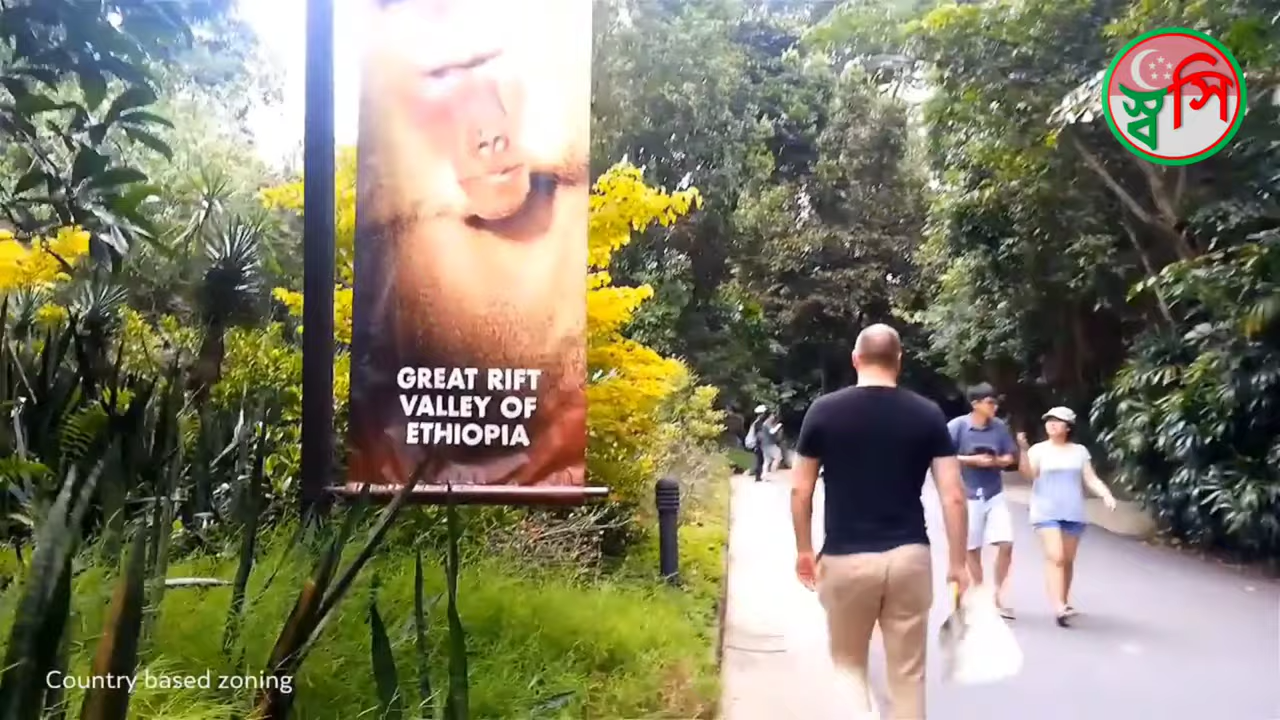 স্বসি
GREAT RIFT
VALLEY OF
ETHIOPIA
Country based zoning